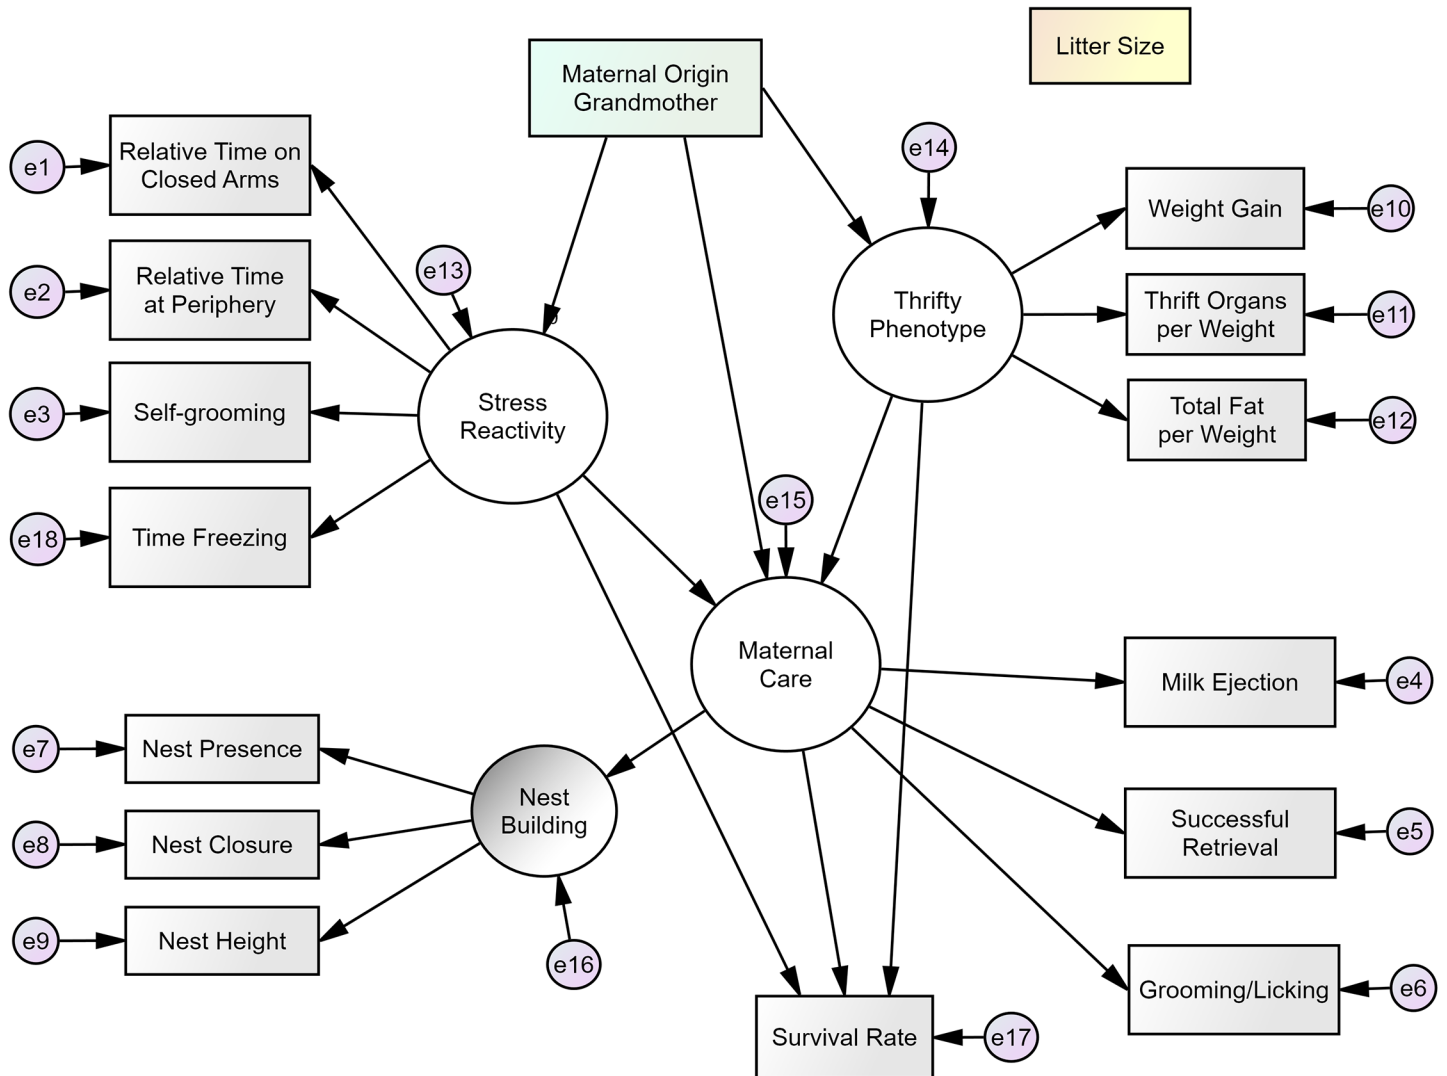 Litter Size
Maternal Origin
Grandmother
e14
e1
Relative Time on
Closed Arms
Weight Gain
e10
e13
e2
Relative Time
at Periphery
Thrifty
Phenotype
Thrift Organs
per Weight
e11
e3
Self-grooming
Stress
Reactivity
Total Fat
per Weight
e12
e15
e18
Time Freezing
Maternal
Care
Milk Ejection
e4
e7
Nest Presence
Nest
Building
Successful
Retrieval
e5
e8
Nest Closure
e9
Nest Height
e16
Grooming/Licking
e6
Survival Rate
e17